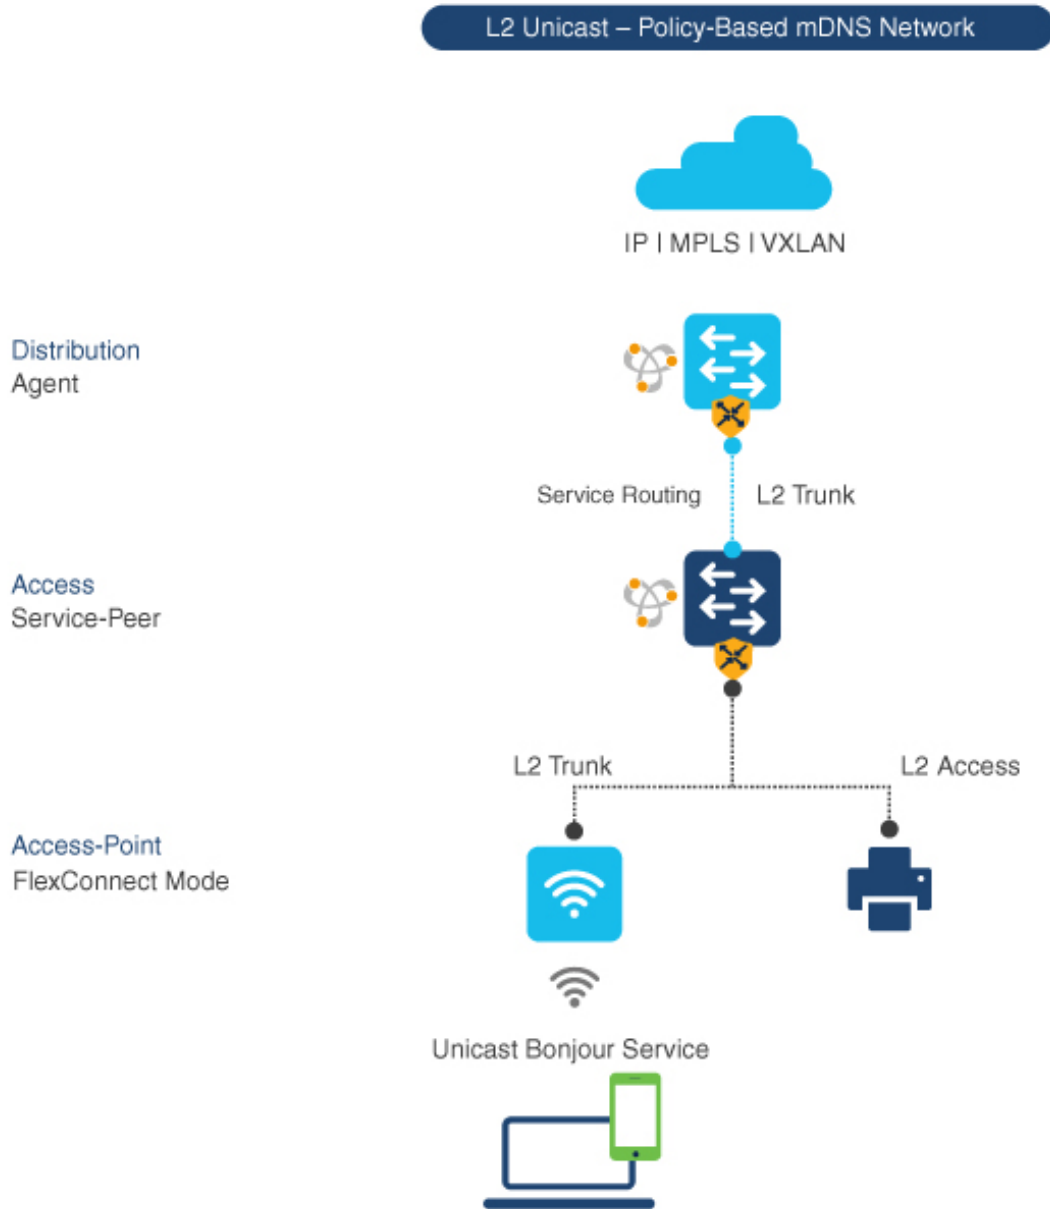 L2 Unicast – Policy-Based mDNS Network
IP | MPLS | VXLAN
Distribution
Agent
Service Routing
L2 Trunk
Access
Service-Peer
L2 Trunk
L2 Access
Access-Point
FlexConnect Mode
Unicast Bonjour Service